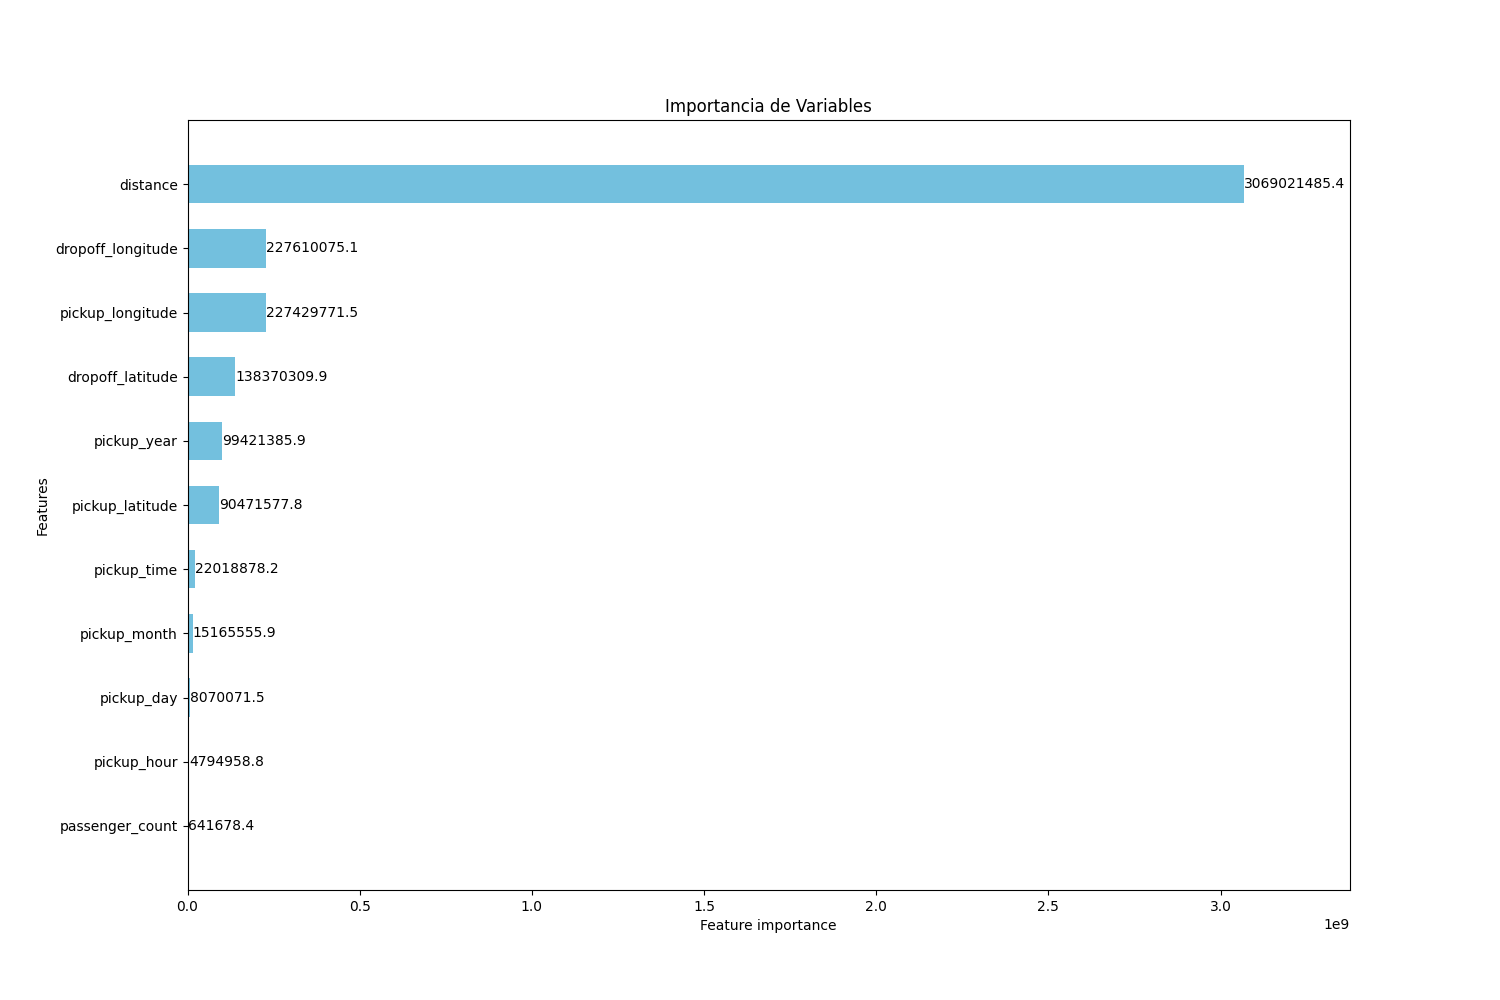 Importancia de Variables
distance 3069021485.4
dropoff_longitude 227610075.1
pickup_longitude 227429771.5
dropoff_latitude 138370309.9
pickup_year 99421385.9
pickup_latitude 90471577.8
pickup_time 22018878.2
pickup_month 15165555.9
pickup_day 8070071.5
pickup_hour 4794958.8
passenger_count 641678.4
Features
0.0 0.5 1.0 1.5 2.0 2.5 3.0
1e9
Feature importance